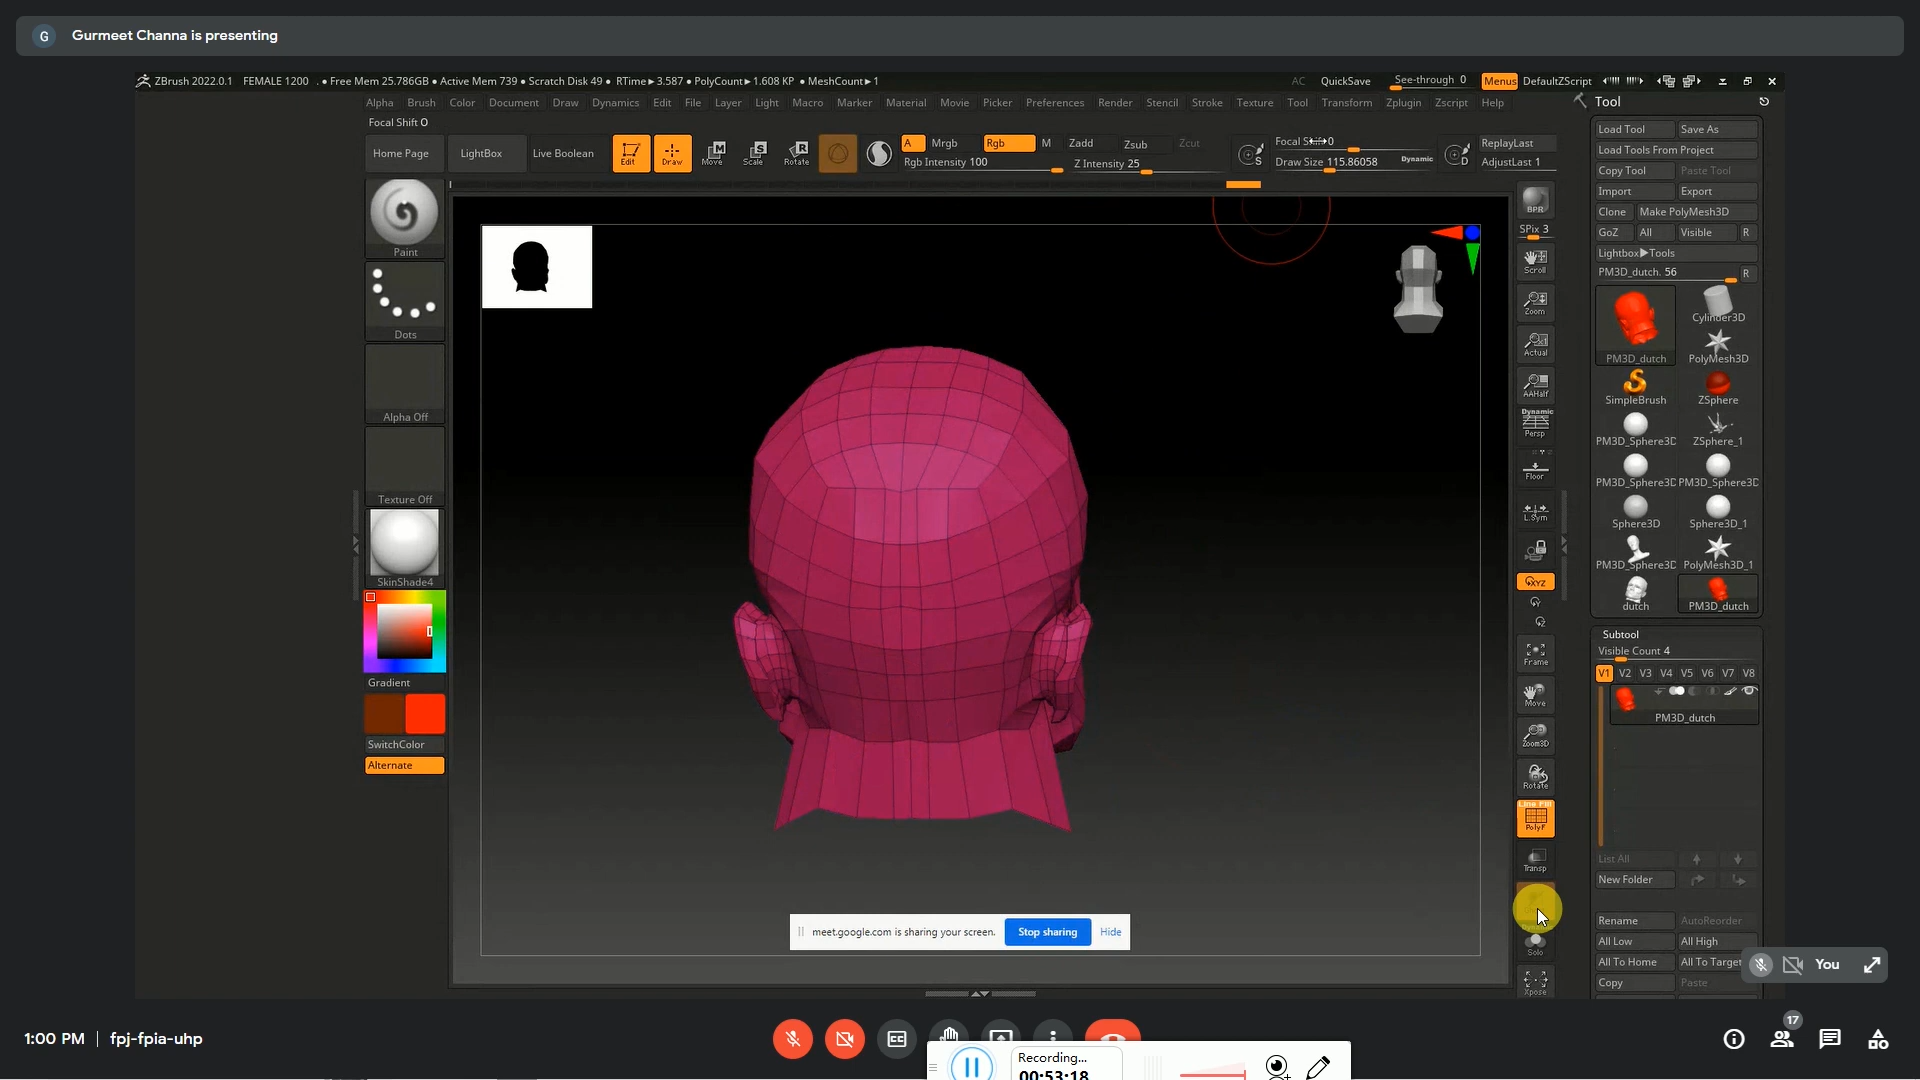 G Gurmeet Channa is presenting
ZBrush 2022.0.1 FEMALE 1200 . • Free Mem 25.786GB • Active Mem 739 • Scratch Disk 49 • RTime▶3.587 • PolyCount▶1.608 KP • MeshCount▶1 AC QuickSave See-through 0 Menus DefaultZScript
Alpha Brush Color Document Draw Dynamics Edit File Layer Light Macro Marker Material Movie Picker Preferences Render Stencil Stroke Texture Tool Transform Zplugin Zscript Help
Focal Shift 0
Home Page LightBox Live Boolean Edit Draw Move Scale Rotate
A Mrgb Rgb M Zadd Zsub Zcut
Rgb Intensity 100 Z Intensity 25
S
Focal Shift 0
Draw Size 115.86058 Dynamic
D
ReplayLast
AdjustLast 1
Paint
Dots
Alpha Off
Texture Off
SkinShade4
Gradient
SwitchColor
Alternate
BPR
SPix 3
Scroll
Zoom
Actual
AAHalf
Dynamic
Persp
Floor
L.Sym
XYZ
Y
Z
Frame
Move
Zoom3D
Rotate
Line Fill
PolyF
Transp
Solo
Xpose
Tool
Load Tool Save As
Load Tools From Project
Copy Tool Paste Tool
Import Export
Clone Make PolyMesh3D
GoZ All Visible R
Lightbox▶Tools
PM3D_dutch. 56 R
PM3D_dutch Cylinder3D
PolyMesh3D
SimpleBrush ZSphere
PM3D_Sphere3D ZSphere_1
PM3D_Sphere3D PM3D_Sphere3D
Sphere3D Sphere3D_1
PM3D_Sphere3D PolyMesh3D_1
dutch PM3D_dutch
Subtool
Visible Count 4
V1 V2 V3 V4 V5 V6 V7 V8
PM3D_dutch
List All
New Folder
Rename AutoReorder
All Low All High
All To Home All To Target
Copy Paste
meet.google.com is sharing your screen. Stop sharing Hide
You
1:00 PM | fpj-fpia-uhp
17
Recording...
00:53:18